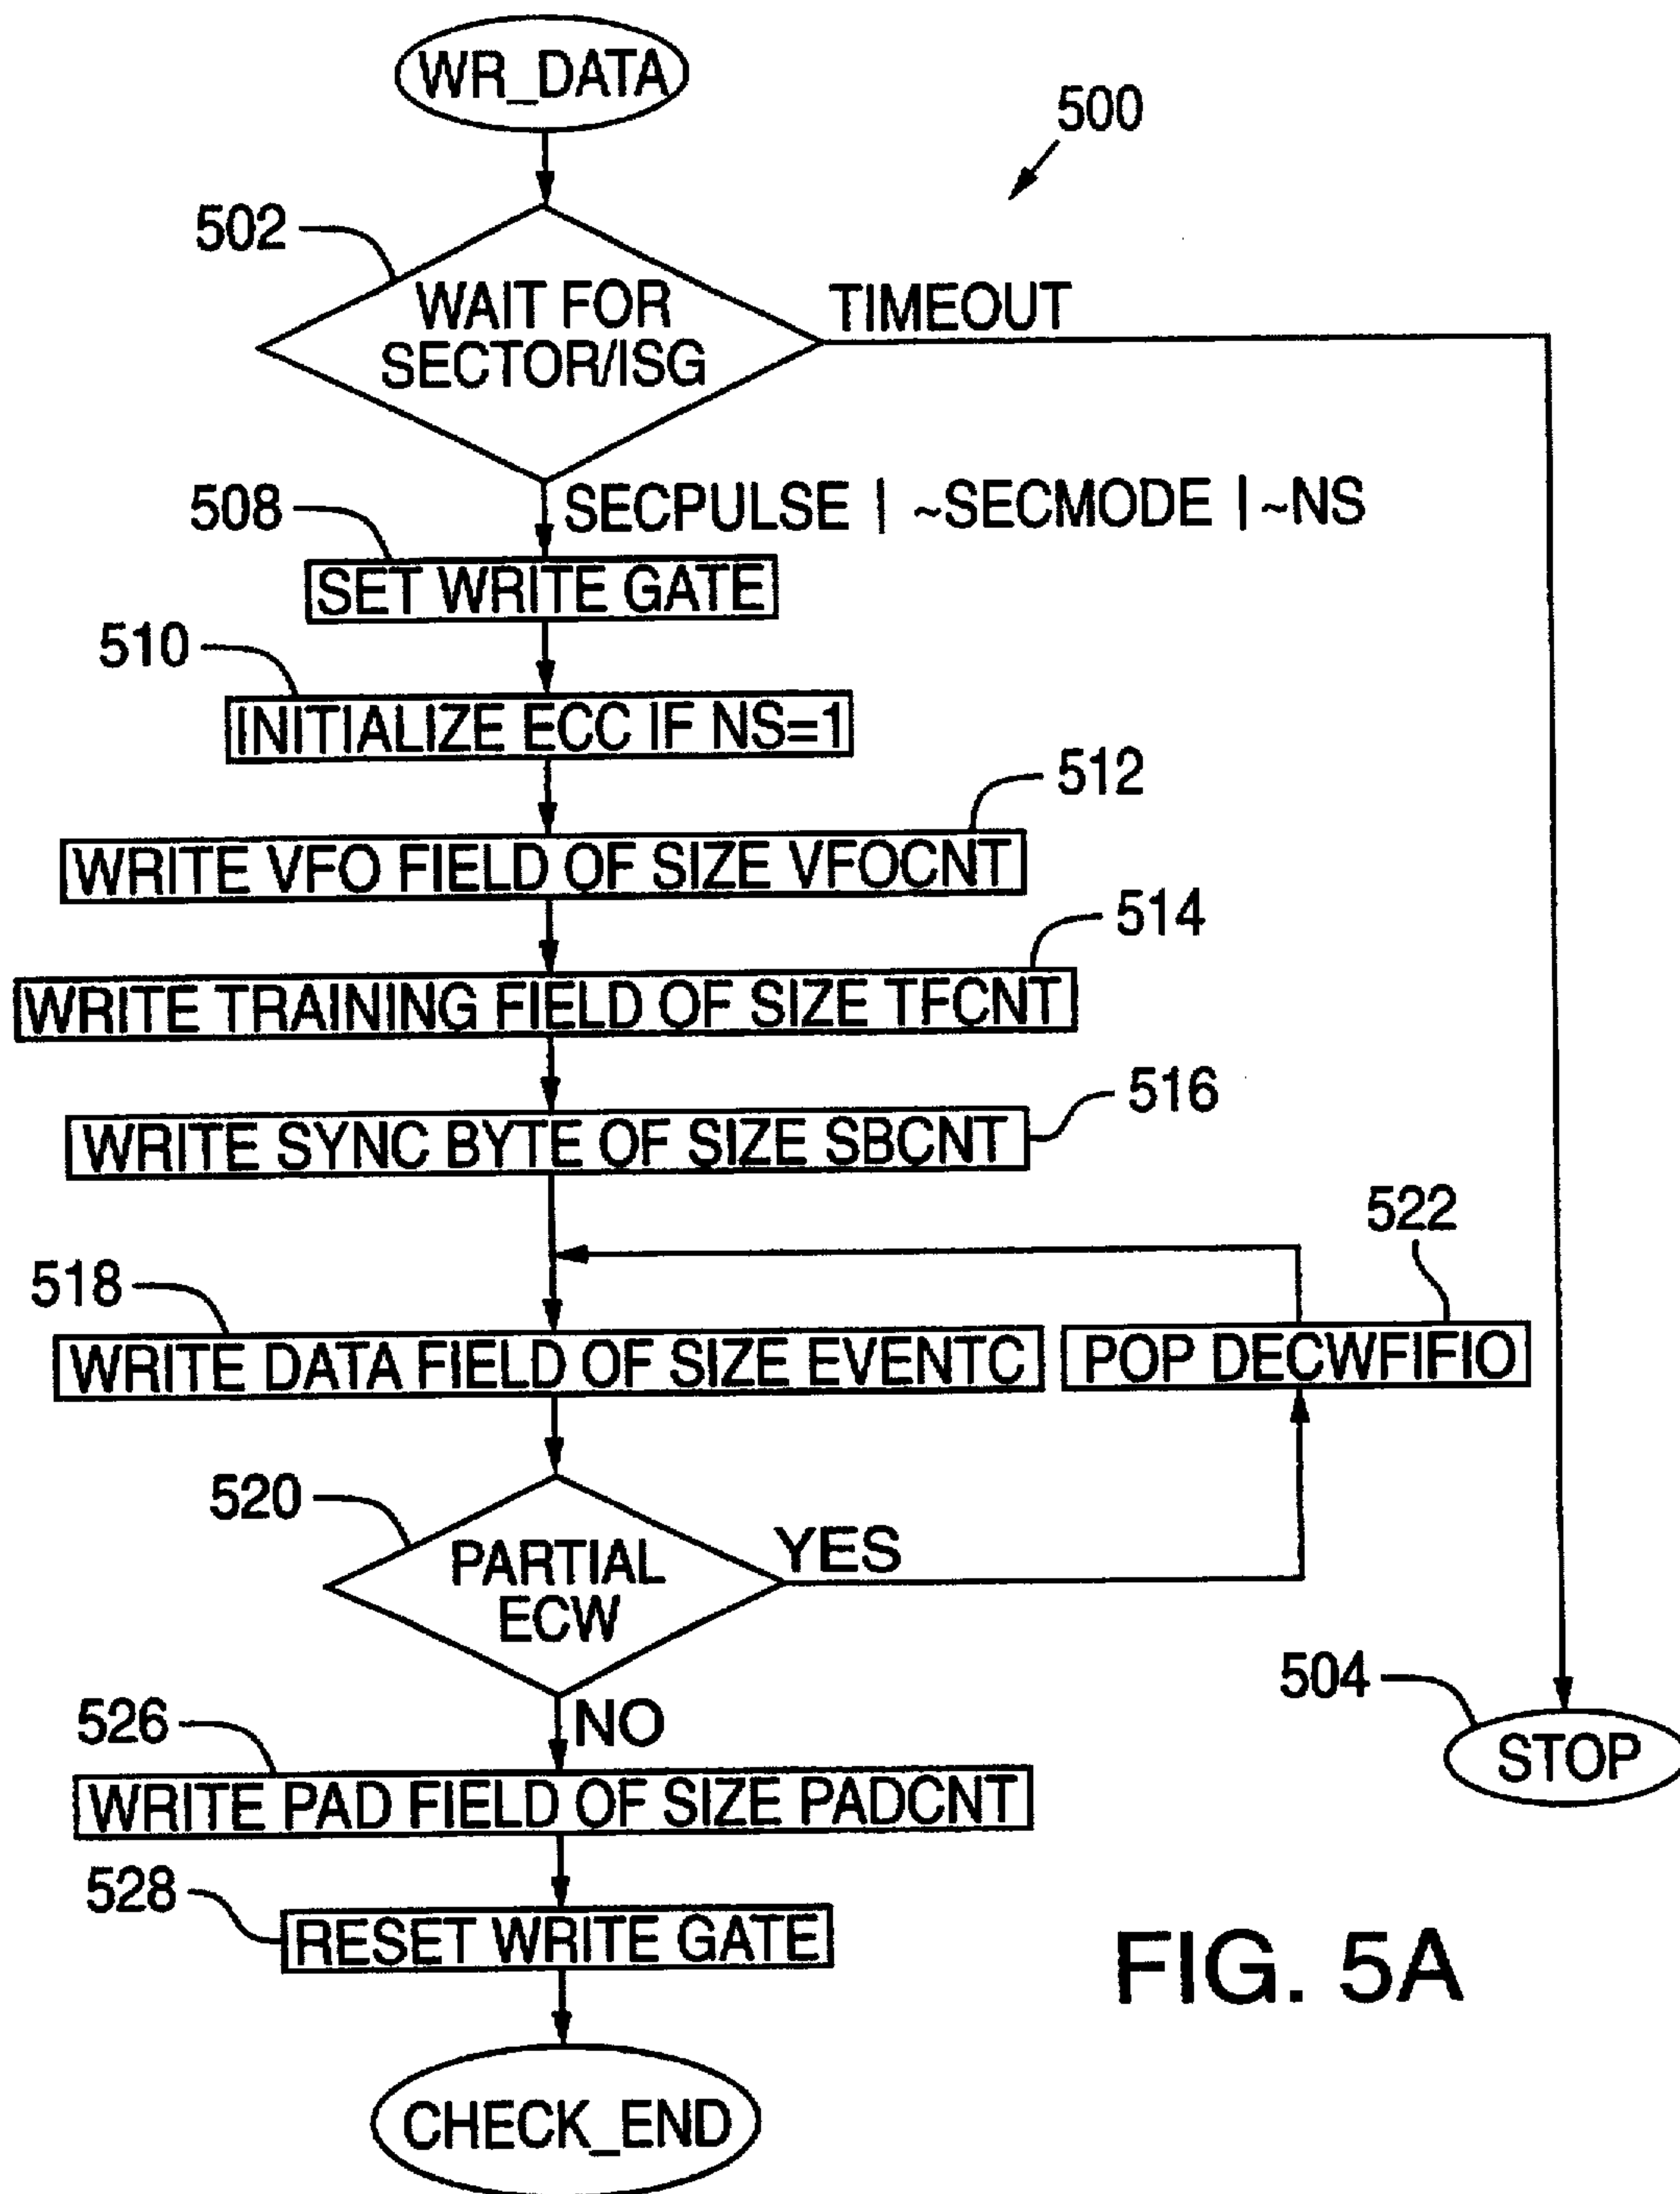 WR_DATA
500
502
WAIT FOR
SECTOR/ISG
TIMEOUT
SECPULSE | ~SECMODE | ~NS
508
SET WRITE GATE
510
INITIALIZE ECC IF NS=1
512
WRITE VFO FIELD OF SIZE VFOCNT
514
WRITE TRAINING FIELD OF SIZE TFCNT
516
WRITE SYNC BYTE OF SIZE SBCNT
522
518
WRITE DATA FIELD OF SIZE EVENTC
POP DECWFIFIO
520
PARTIAL
ECW
YES
504
STOP
NO
526
WRITE PAD FIELD OF SIZE PADCNT
528
RESET WRITE GATE
FIG. 5A
CHECK_END